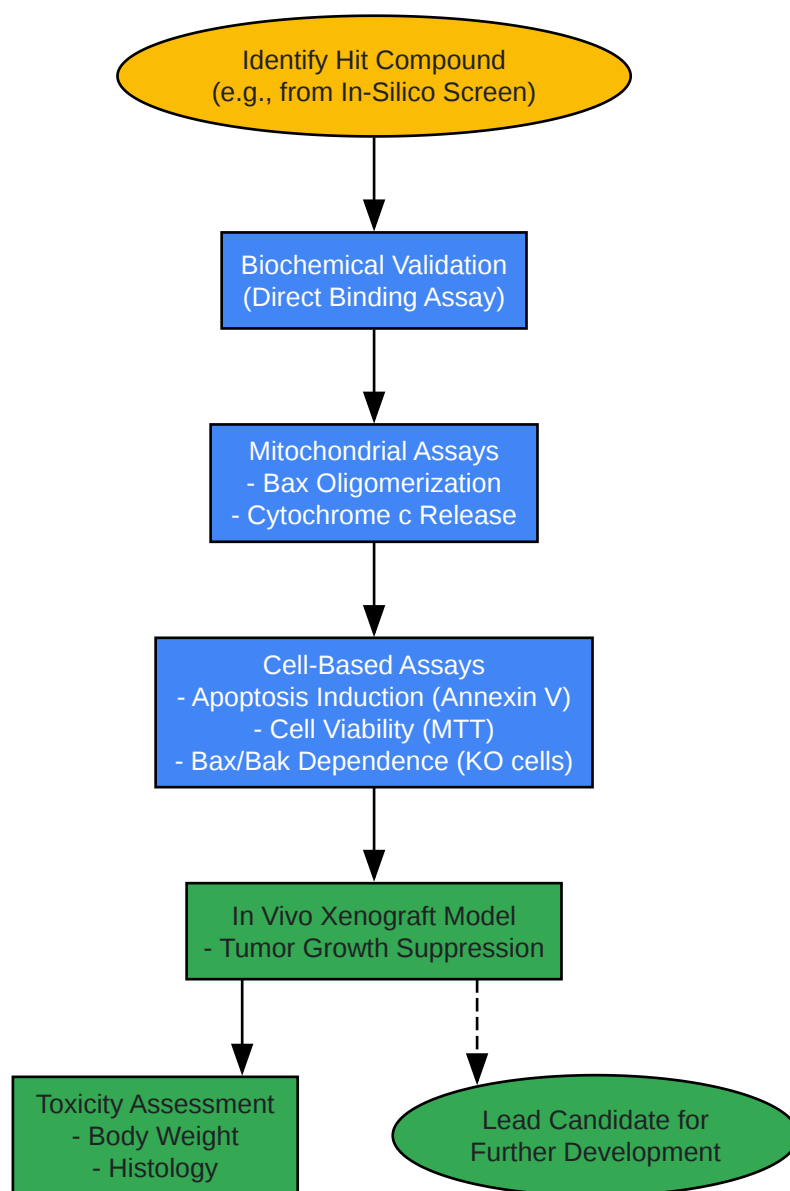 Identify Hit Compound
(e.g., from In-Silico Screen)
Biochemical Validation
(Direct Binding Assay)
Mitochondrial Assays
- Bax Oligomerization
- Cytochrome c Release
Cell-Based Assays
- Apoptosis Induction (Annexin V)
- Cell Viability (MTT)
- Bax/Bak Dependence (KO cells)
In Vivo Xenograft Model
- Tumor Growth Suppression
Toxicity Assessment
- Body Weight
- Histology
Lead Candidate for
Further Development